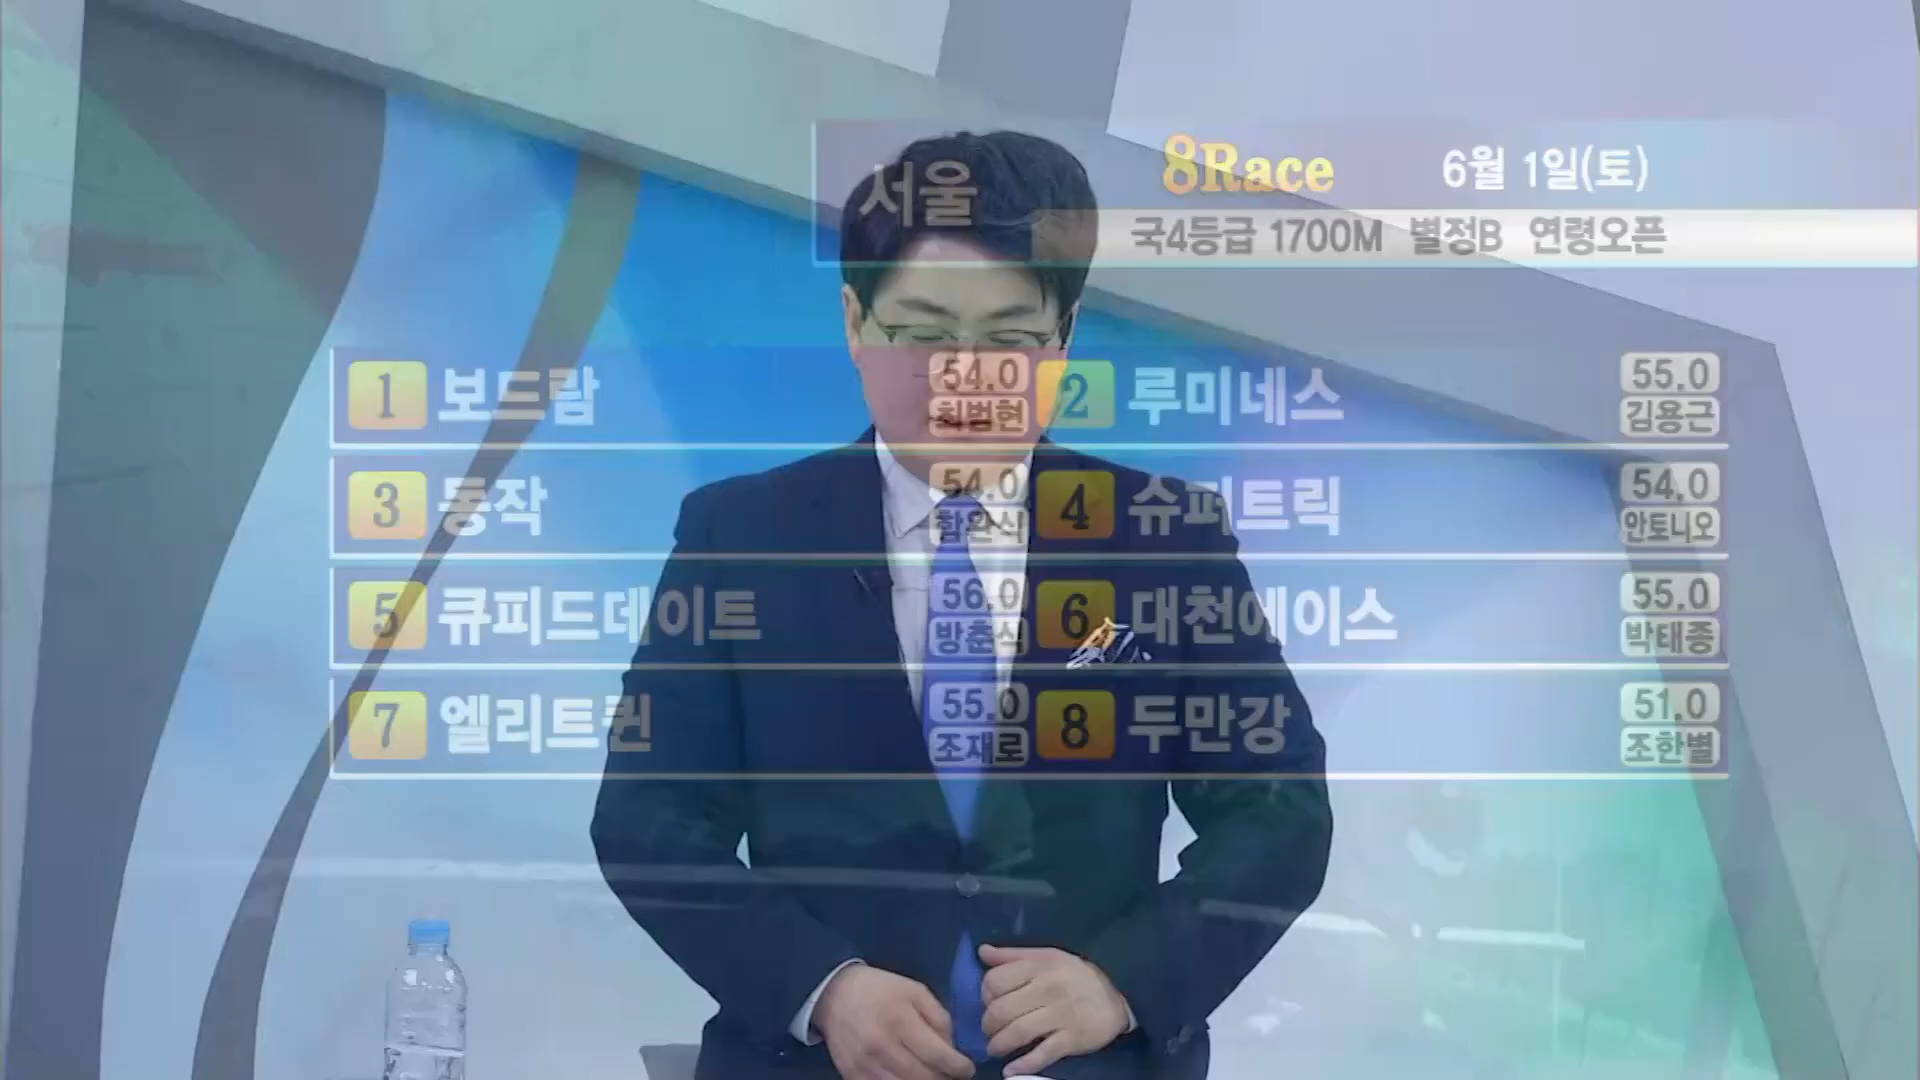 서울
8Race 6월 1일(토)
국4등급 1700M 별정B 연령오픈
1 보드람 54.0 최범현
2 루미네스 55.0 김용근
3 동작 54.0 함완식
4 슈퍼트릭 54.0 안토니오
5 큐피드데이트 56.0 방춘식
6 대천에이스 55.0 박태종
7 엘리트퀸 55.0 조재로
8 두만강 51.0 조한별